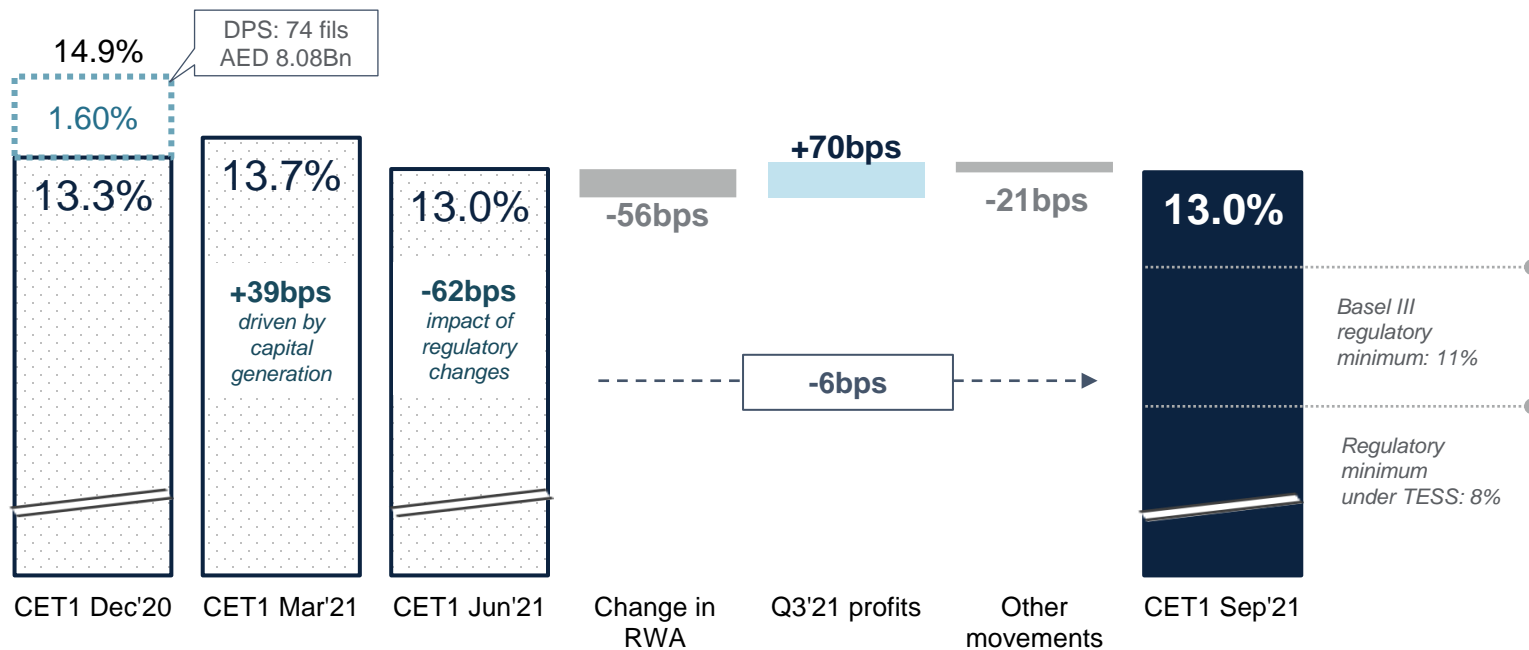 14.9%
DPS: 74 fils
AED 8.08Bn
1.60%
13.3%
13.7%
+39bps
driven by
capital
generation
13.0%
-62bps
impact of
regulatory
changes
-56bps
+70bps
-21bps
-6bps
13.0%
Basel III
regulatory
minimum: 11%
Regulatory
minimum
under TESS: 8%
CET1 Dec'20
CET1 Mar'21
CET1 Jun'21
Change in
RWA
Q3'21 profits
Other
movements
CET1 Sep'21